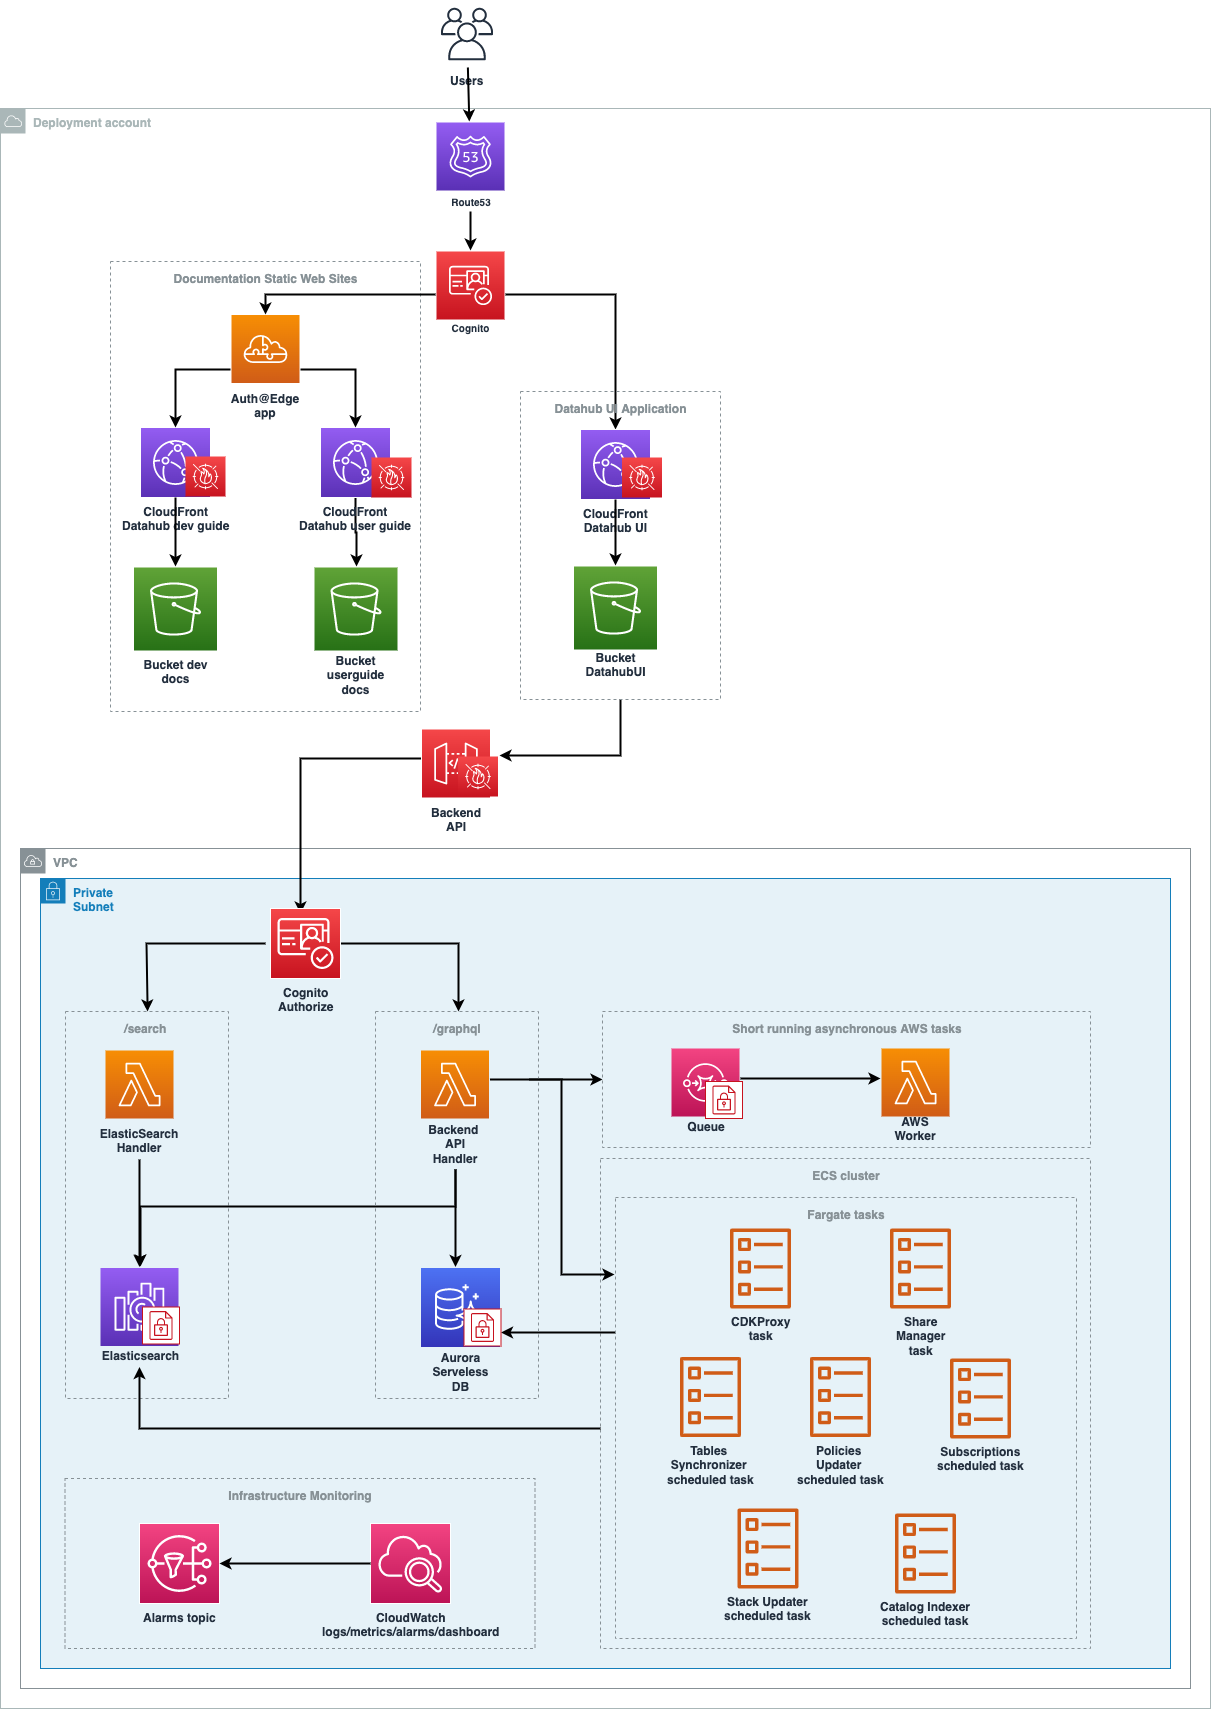 Users
Deployment account
53
Route53
Cognito
Documentation Static Web Sites
Auth@Edge
app
CloudFront
Datahub dev guide
CloudFront
Datahub user guide
Bucket dev
docs
Bucket
userguide
docs
Datahub UI Application
CloudFront
Datahub UI
Bucket
DatahubUI
Backend
API
VPC
Private
Subnet
Cognito
Authorize
/search
ElasticSearch
Handler
Elasticsearch
/graphql
Backend
API
Handler
Aurora
Serveless
DB
Short running asynchronous AWS tasks
Queue
AWS
Worker
ECS cluster
Fargate tasks
CDKProxy
task
Share
Manager
task
Tables
Synchronizer
scheduled task
Policies
Updater
scheduled task
Subscriptions
scheduled task
Stack Updater
scheduled task
Catalog Indexer
scheduled task
Infrastructure Monitoring
Alarms topic
CloudWatch
logs/metrics/alarms/dashboard